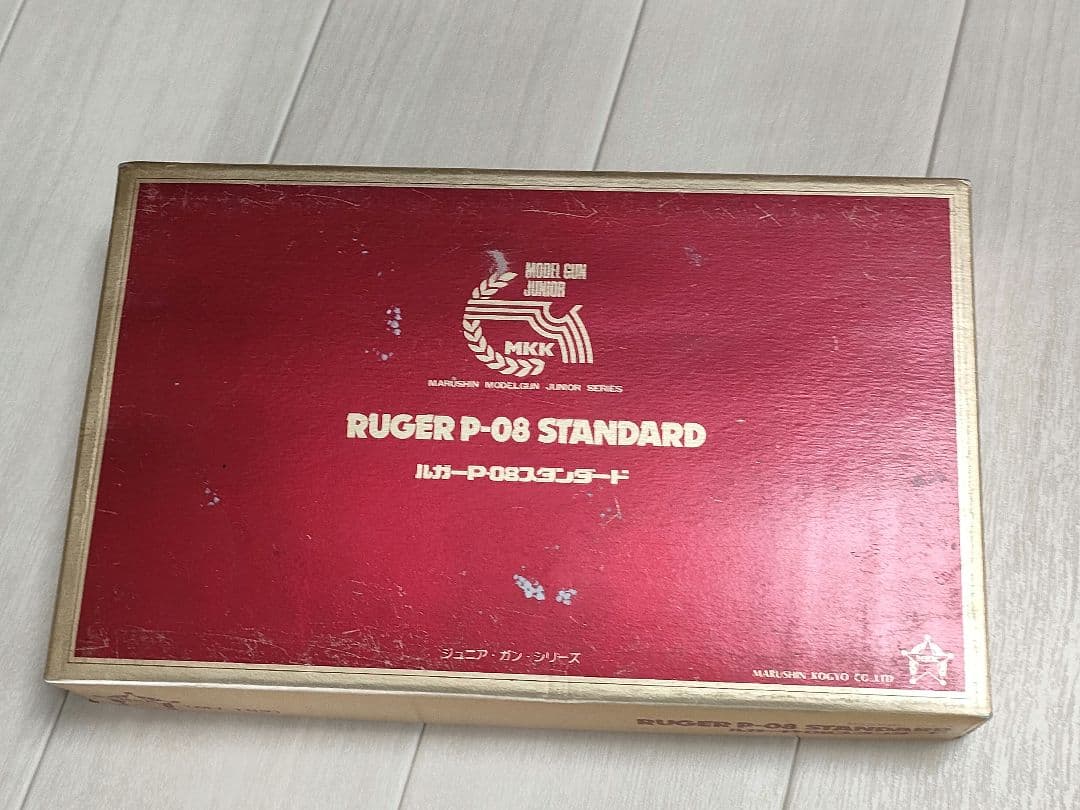 MODEL GUN
JUNIOR
MKK
MARUSHIN MODELGUN JUNIOR SERIES
RUGER P-08 STANDARD
ルガーP-08スタンダード
ジュニア・ガン・シリーズ
MARUSHIN KOGYO CO.,LTD
RUGER P-08 STANDARD